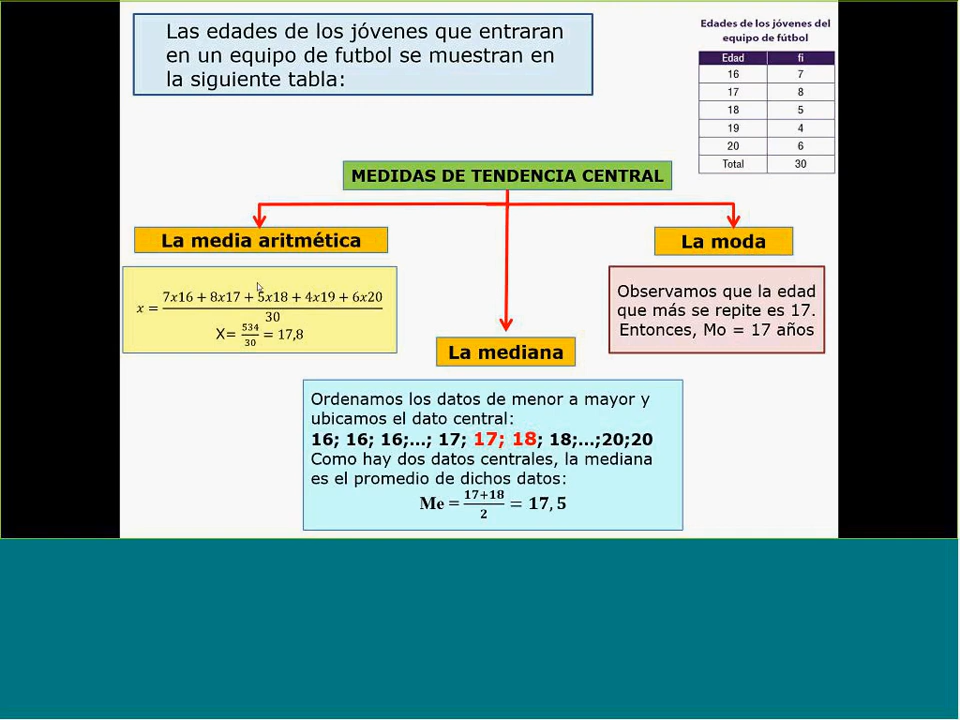 Las edades de los jóvenes que entraran
en un equipo de futbol se muestran en
la siguiente tabla:
Edades de los jóvenes del
equipo de fútbol
Edad fi
16 7
17 8
18 5
19 4
20 6
Total 30
MEDIDAS DE TENDENCIA CENTRAL
La media aritmética
x = (7x16 + 8x17 + 5x18 + 4x19 + 6x20)/30
X= 534/30 = 17,8
La mediana
Ordenamos los datos de menor a mayor y
ubicamos el dato central:
16; 16; 16;...; 17; 17; 18; 18;...;20;20
Como hay dos datos centrales, la mediana
es el promedio de dichos datos:
Me = (17+18)/2 = 17,5
La moda
Observamos que la edad
que más se repite es 17.
Entonces, Mo = 17 años